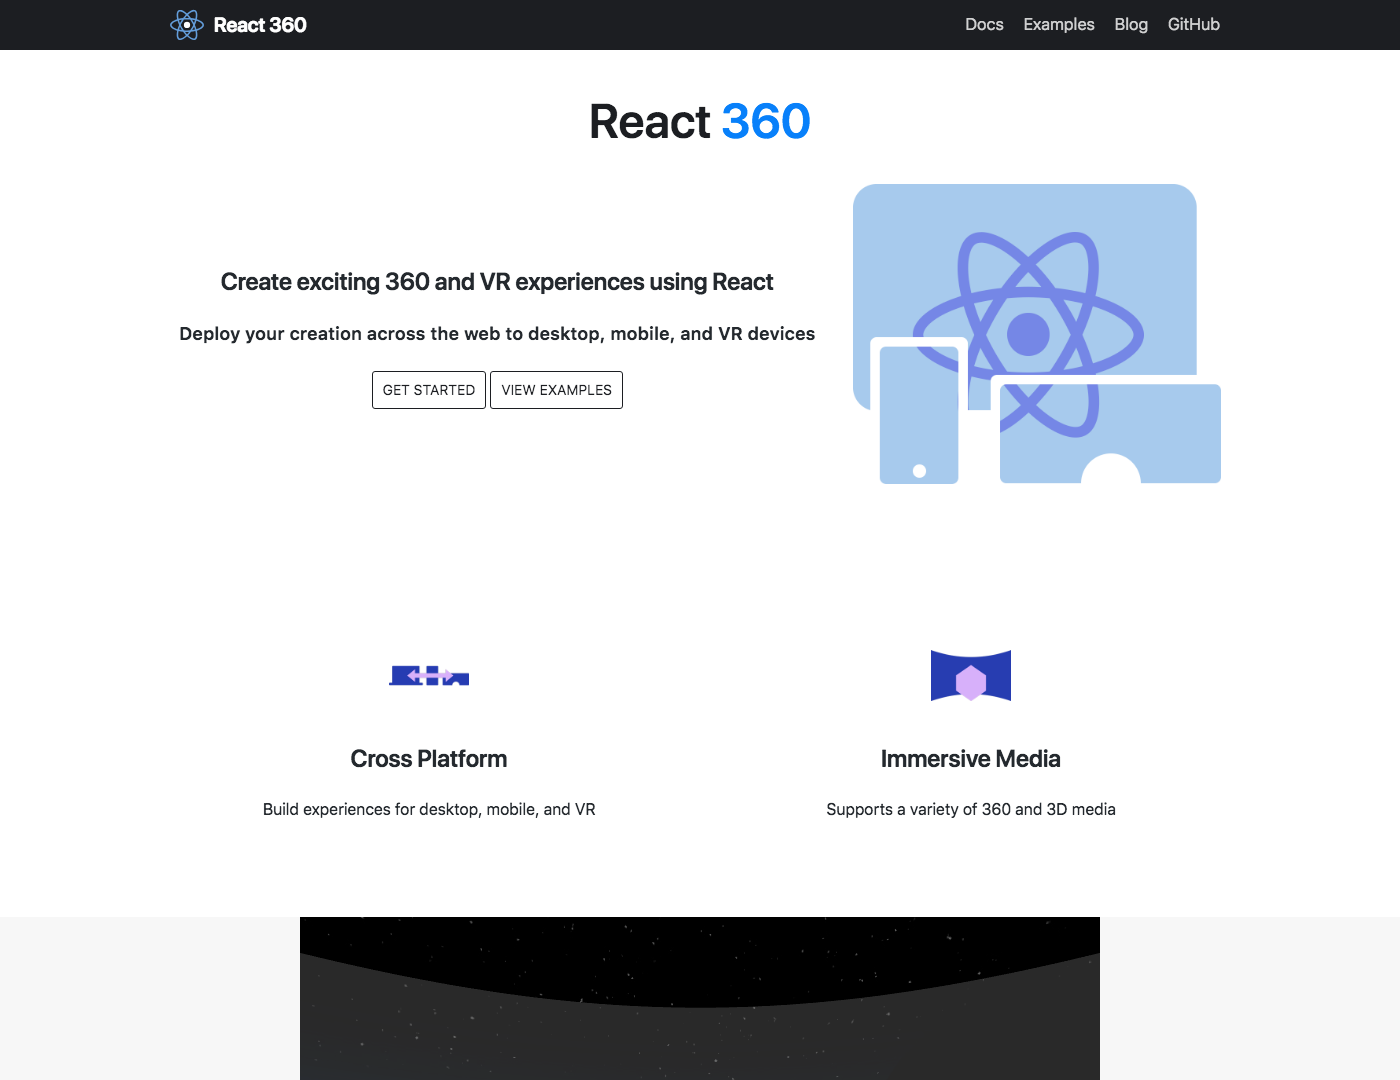 React 360
Docs Examples Blog GitHub
React 360
Create exciting 360 and VR experiences using React
Deploy your creation across the web to desktop, mobile, and VR devices
GET STARTED VIEW EXAMPLES
Cross Platform
Build experiences for desktop, mobile, and VR
Immersive Media
Supports a variety of 360 and 3D media